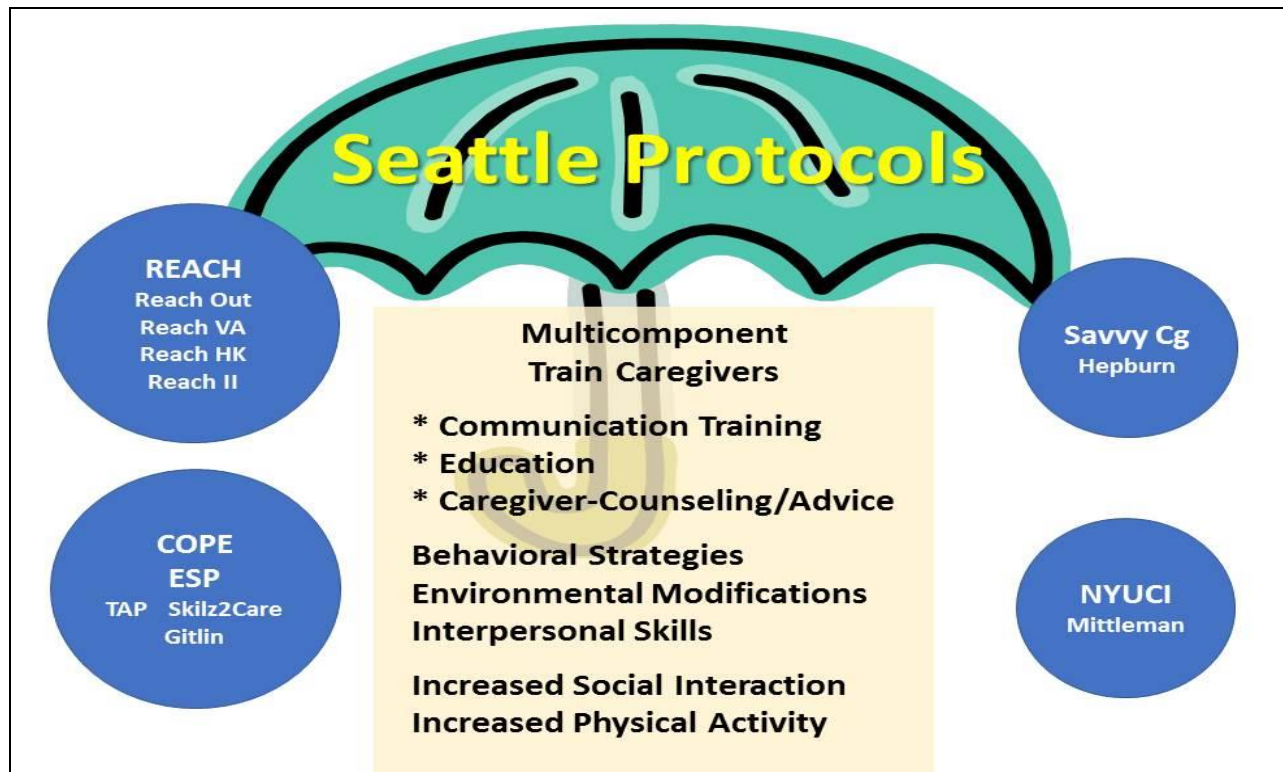 Seattle Protocols
REACH
Reach Out
Reach VA
Reach HK
Reach II
COPE
ESP
TAP Skilz2Care
Gitlin
Multicomponent
Train Caregivers
* Communication Training
* Education
* Caregiver-Counseling/Advice
Behavioral Strategies
Environmental Modifications
Interpersonal Skills
Increased Social Interaction
Increased Physical Activity
Savvy Cg
Hepburn
NYUCI
Mittleman